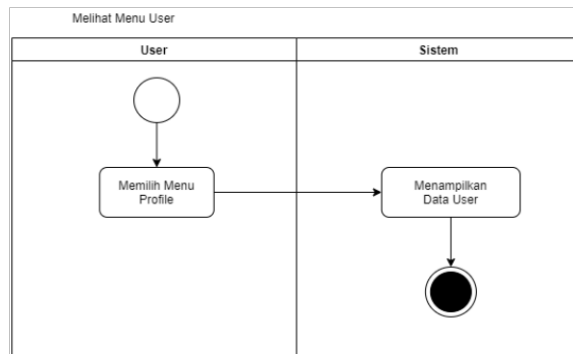 Melihat Menu User
User
Sistem
Memilih Menu
Profile
Menampilkan
Data User